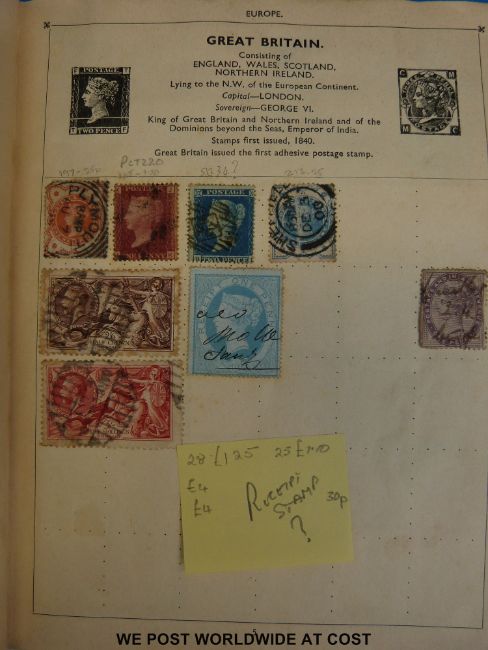 EUROPE.
GREAT BRITAIN.
Consisting of
ENGLAND, WALES, SCOTLAND,
NORTHERN IRELAND.
Lying to the N.W. of the European Continent.
Capital—LONDON.
Sovereign—GEORGE VI.
King of Great Britain and Northern Ireland and of the
Dominions beyond the Seas, Emperor of India.
Stamps first issued, 1840.
Great Britain issued the first adhesive postage stamp.
POSTAGE
TWO PENCE
C M
M C
PLT220
PLYMOUTH
28 £125 25 £
£4
£4
RECEIPT
STAMP
?
30p
WE POST WORLDWIDE AT COST